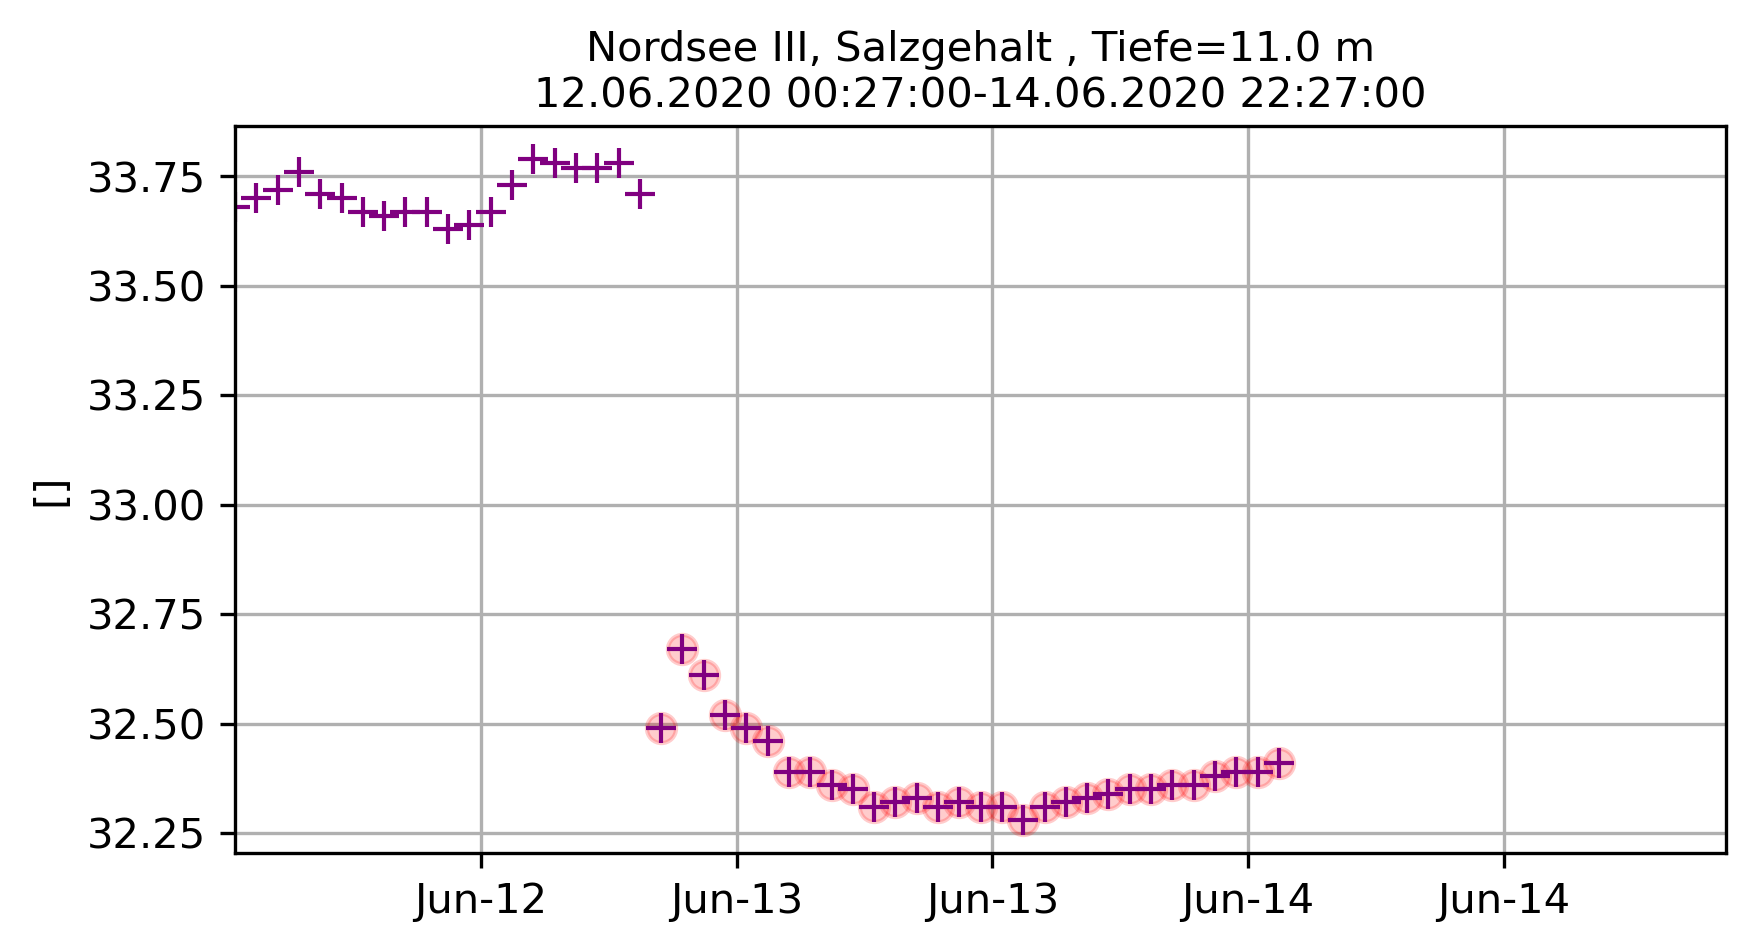 Nordsee III, Salzgehalt , Tiefe=11.0 m
12.06.2020 00:27:00-14.06.2020 22:27:00
33.75
33.50
33.25
33.00
32.75
32.50
32.25
[]
Jun-12 Jun-13 Jun-13 Jun-14 Jun-14